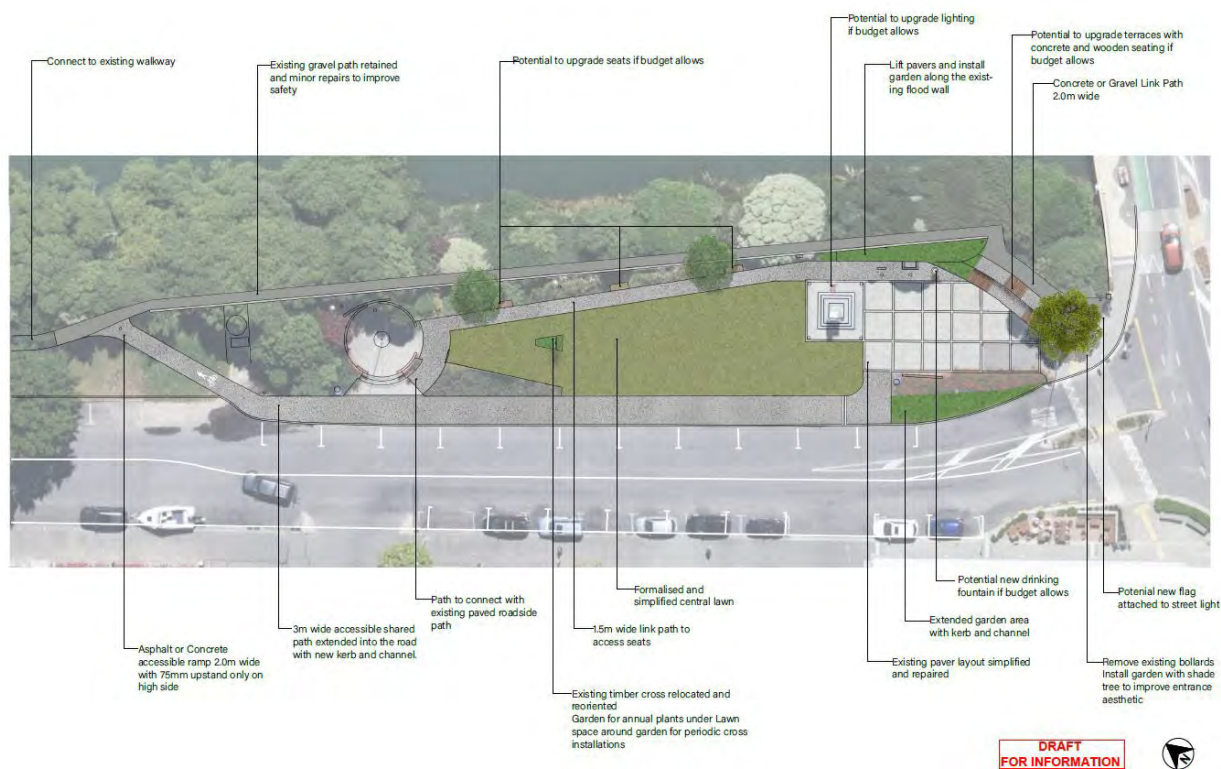 Potential to upgrade lighting
if budget allows
Potential to upgrade terraces with
concrete and wooden seating if
budget allows
Connect to existing walkway
Existing gravel path retained
and minor repairs to improve
safety
Potential to upgrade seats if budget allows
Lift pavers and install
garden along the exist-
ing flood wall
Concrete or Gravel Link Path
2.0m wide
Asphalt or Concrete
accessible ramp 2.0m wide
with 75mm upstand only on
high side
3m wide accessible shared
path extended into the road
with new kerb and channel.
Path to connect with
existing paved roadside
path
Existing timber cross relocated and
reoriented
Garden for annual plants under Lawn
space around garden for periodic cross
installations
1.5m wide link path to
access seats
Formalised and
simplified central lawn
Existing paver layout simplified
and repaired
Extended garden area
with kerb and channel
Potential new drinking
fountain if budget allows
Potenial new flag
attached to street light
Remove existing bollards
Install garden with shade
tree to improve entrance
aesthetic
DRAFT
FOR INFORMATION
N